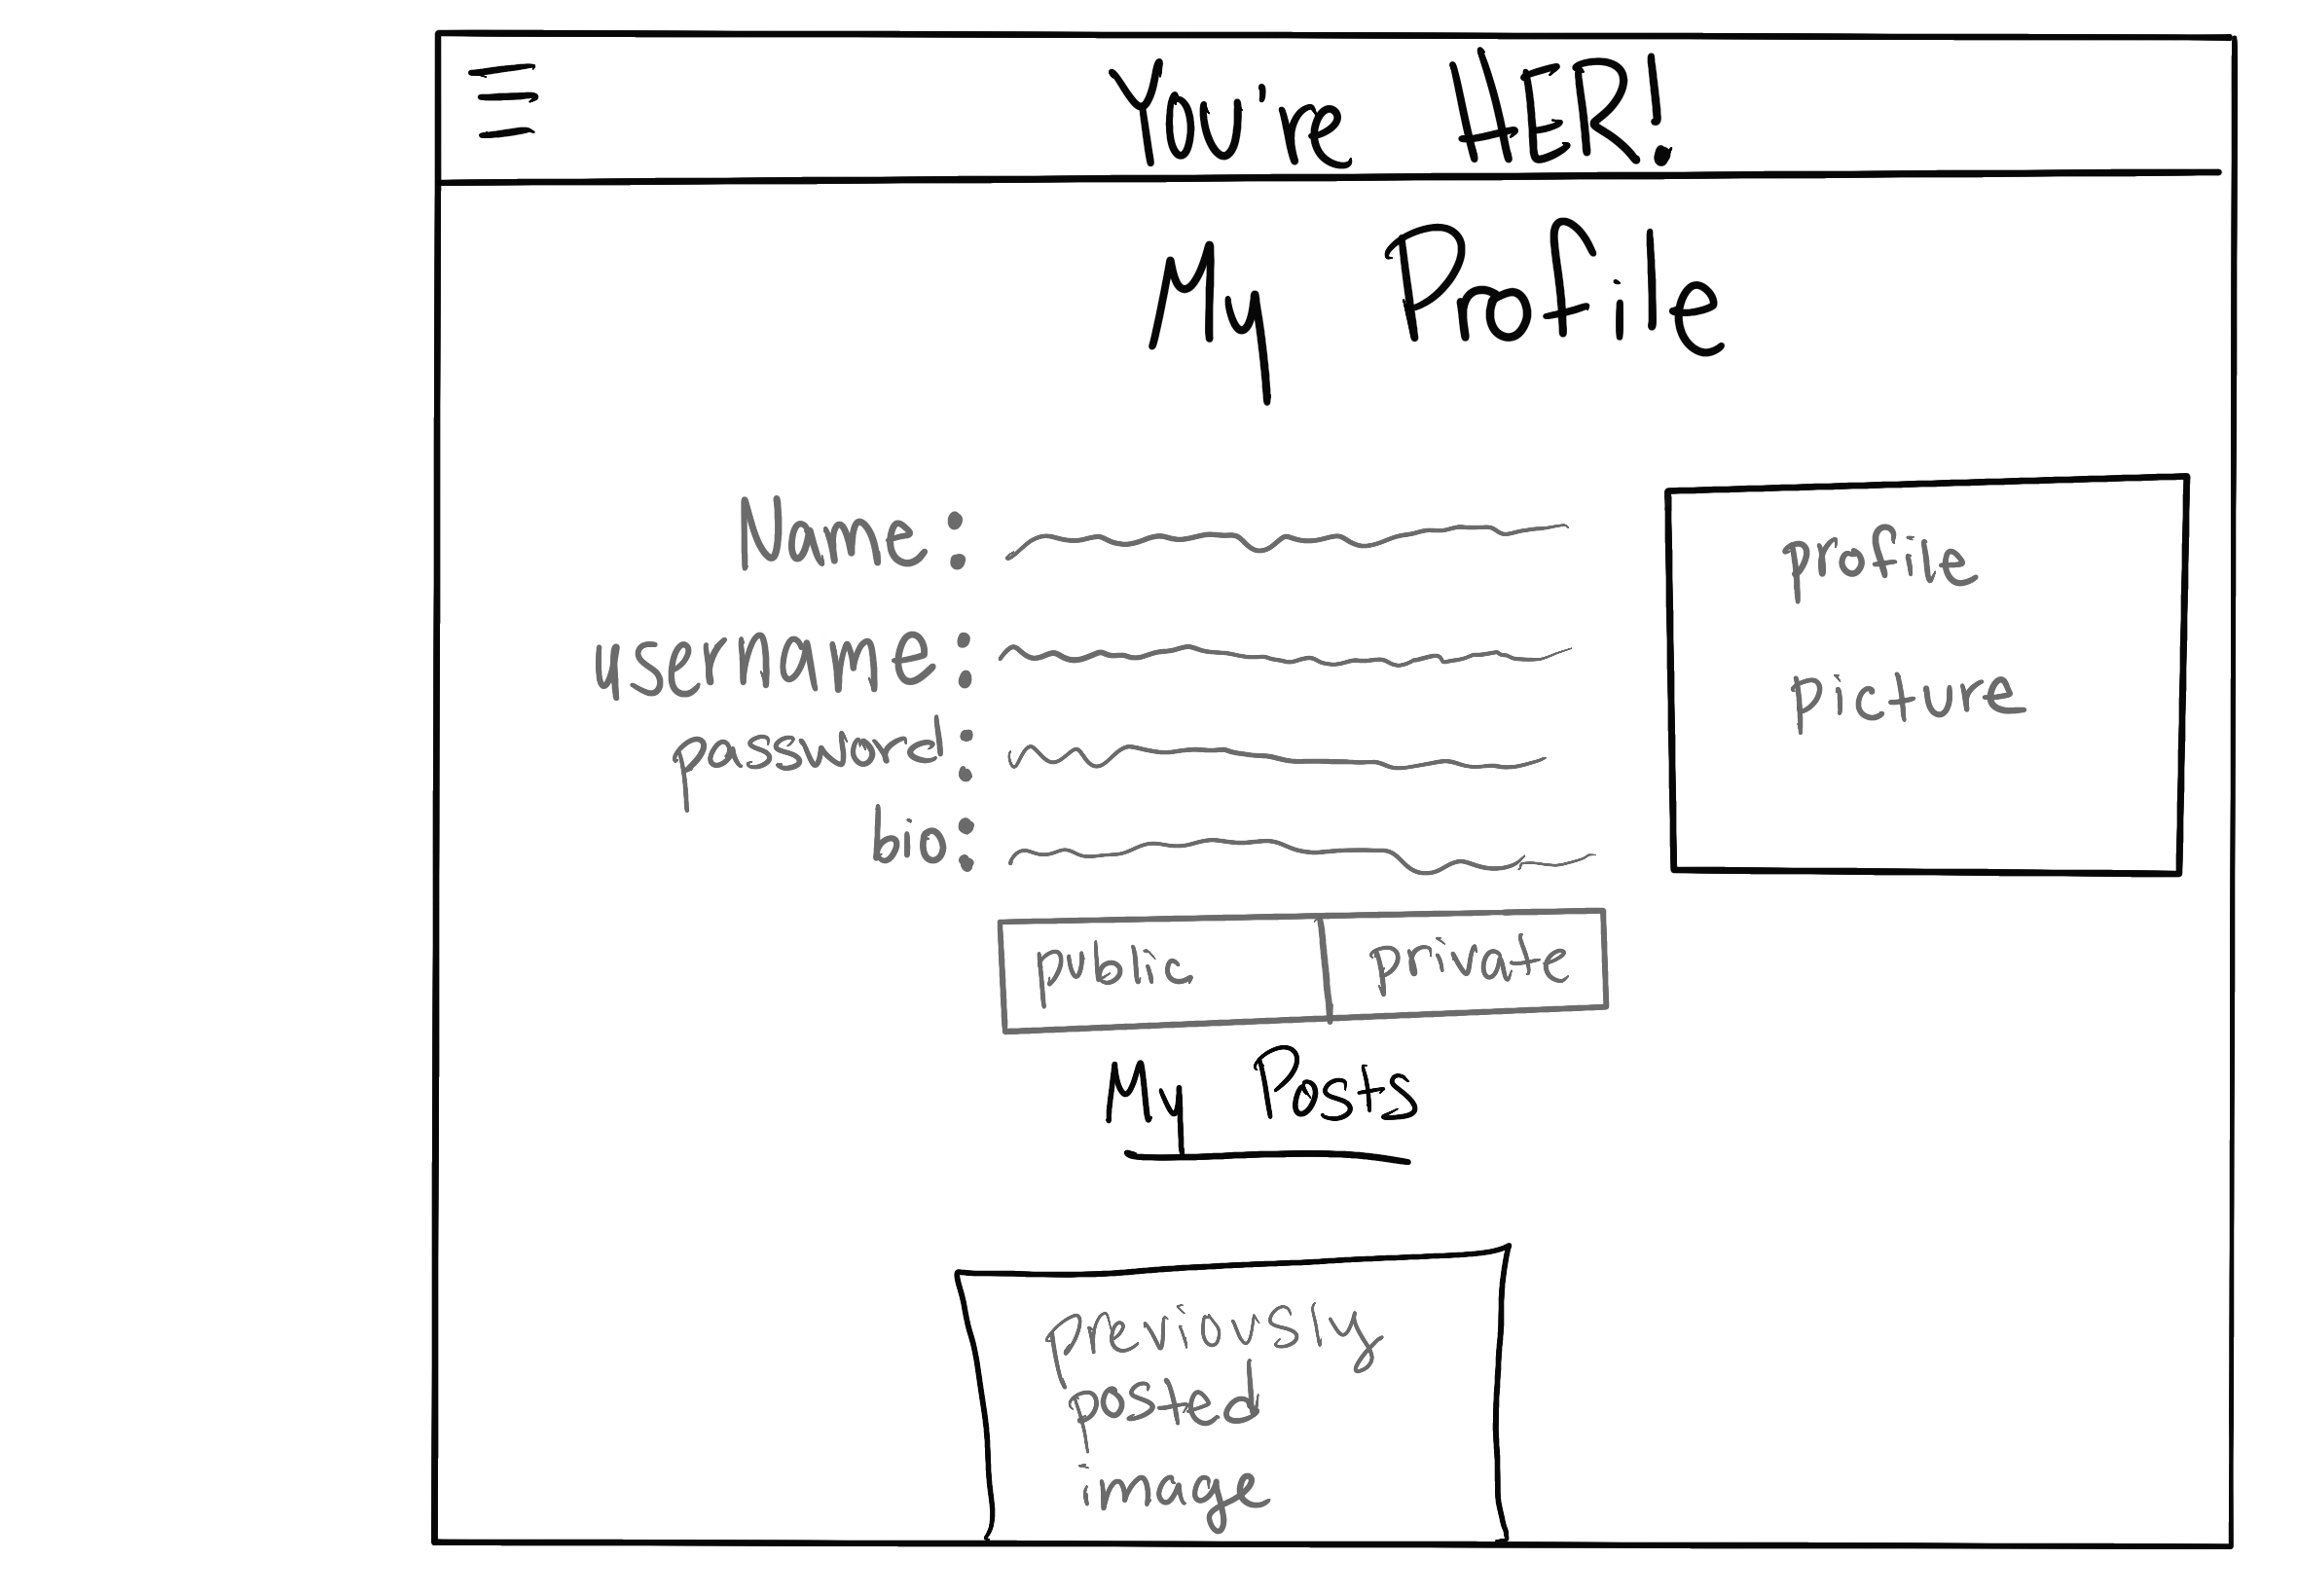 You're HER!
My Profile
Name:
username:
password:
bio:
profile
picture
public private
My Posts
previously
posted
image